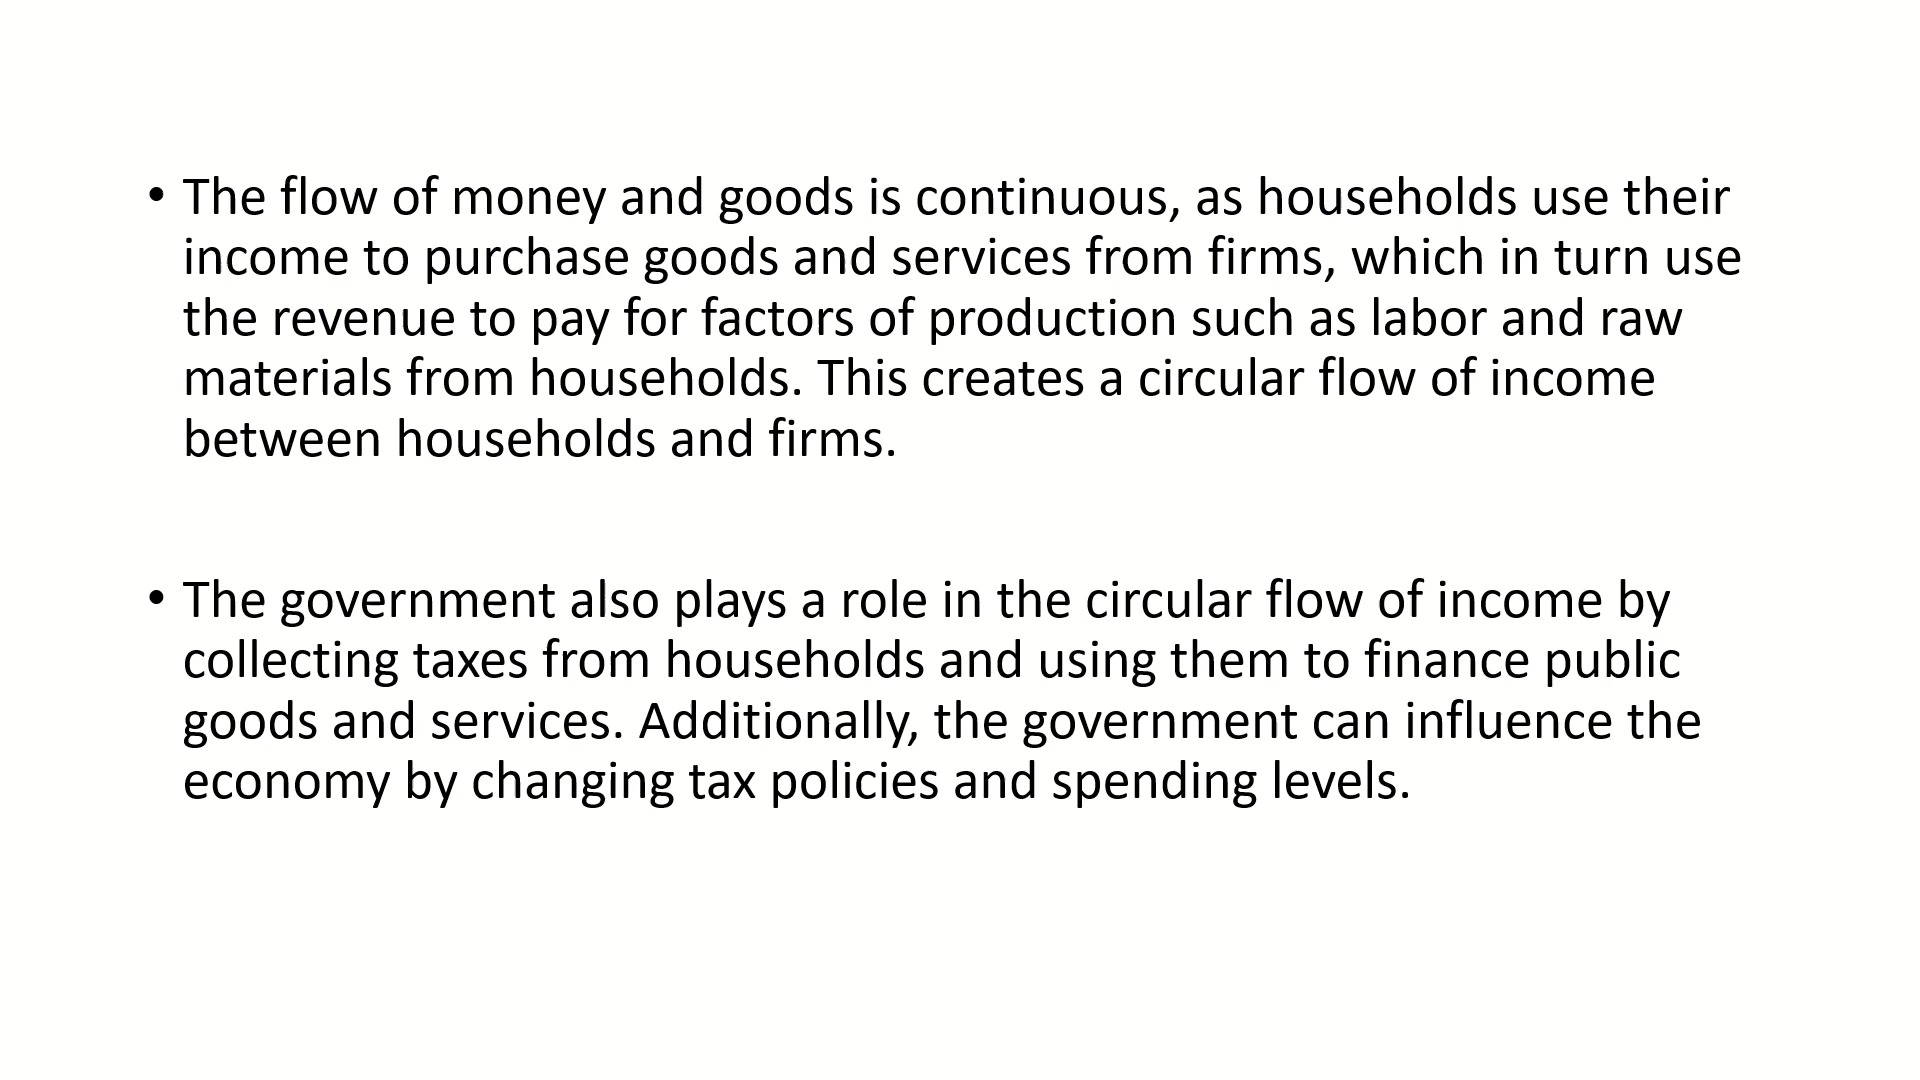 • The flow of money and goods is continuous, as households use their
income to purchase goods and services from firms, which in turn use
the revenue to pay for factors of production such as labor and raw
materials from households. This creates a circular flow of income
between households and firms.
• The government also plays a role in the circular flow of income by
collecting taxes from households and using them to finance public
goods and services. Additionally, the government can influence the
economy by changing tax policies and spending levels.